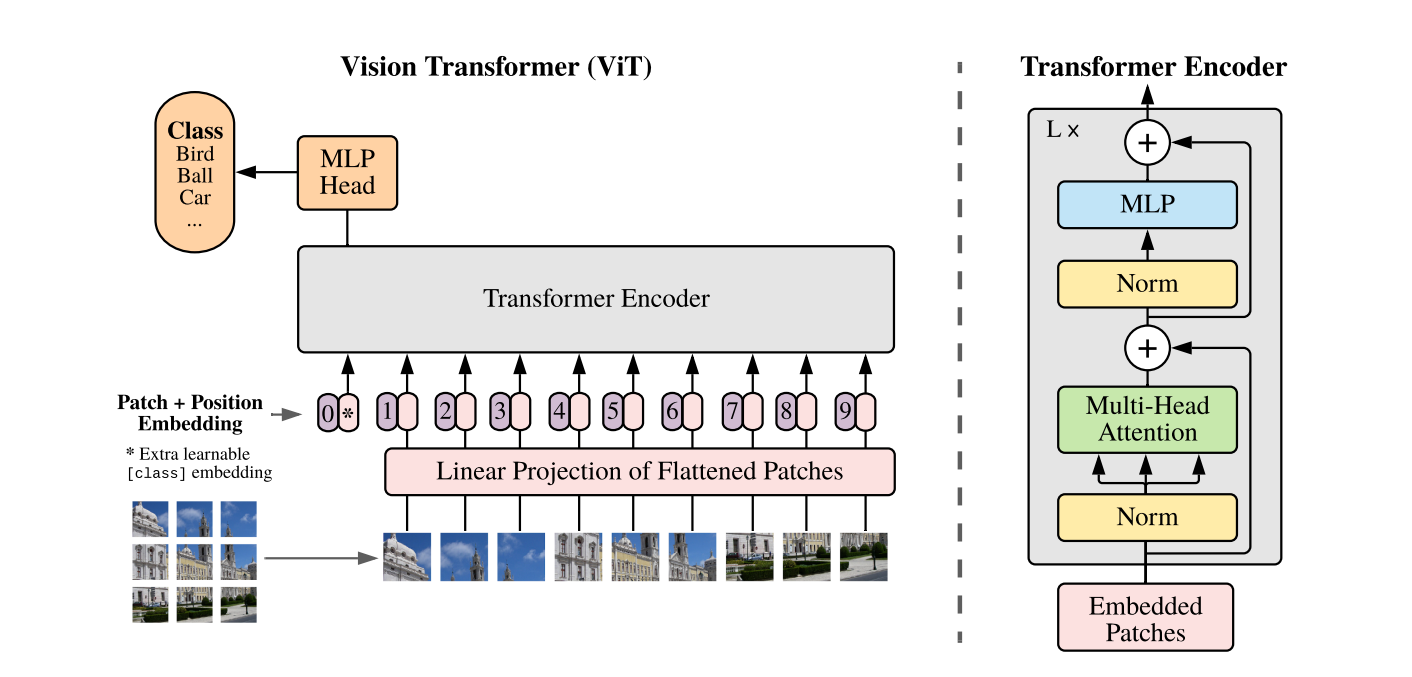 Vision Transformer (ViT)
Class
Bird
Ball
Car
...
MLP
Head
Transformer Encoder
Patch + Position
Embedding
0 * 1 2 3 4 5 6 7 8 9
* Extra learnable
[class] embedding
Linear Projection of Flattened Patches
Transformer Encoder
L x
+
MLP
Norm
+
Multi-Head
Attention
Norm
Embedded
Patches